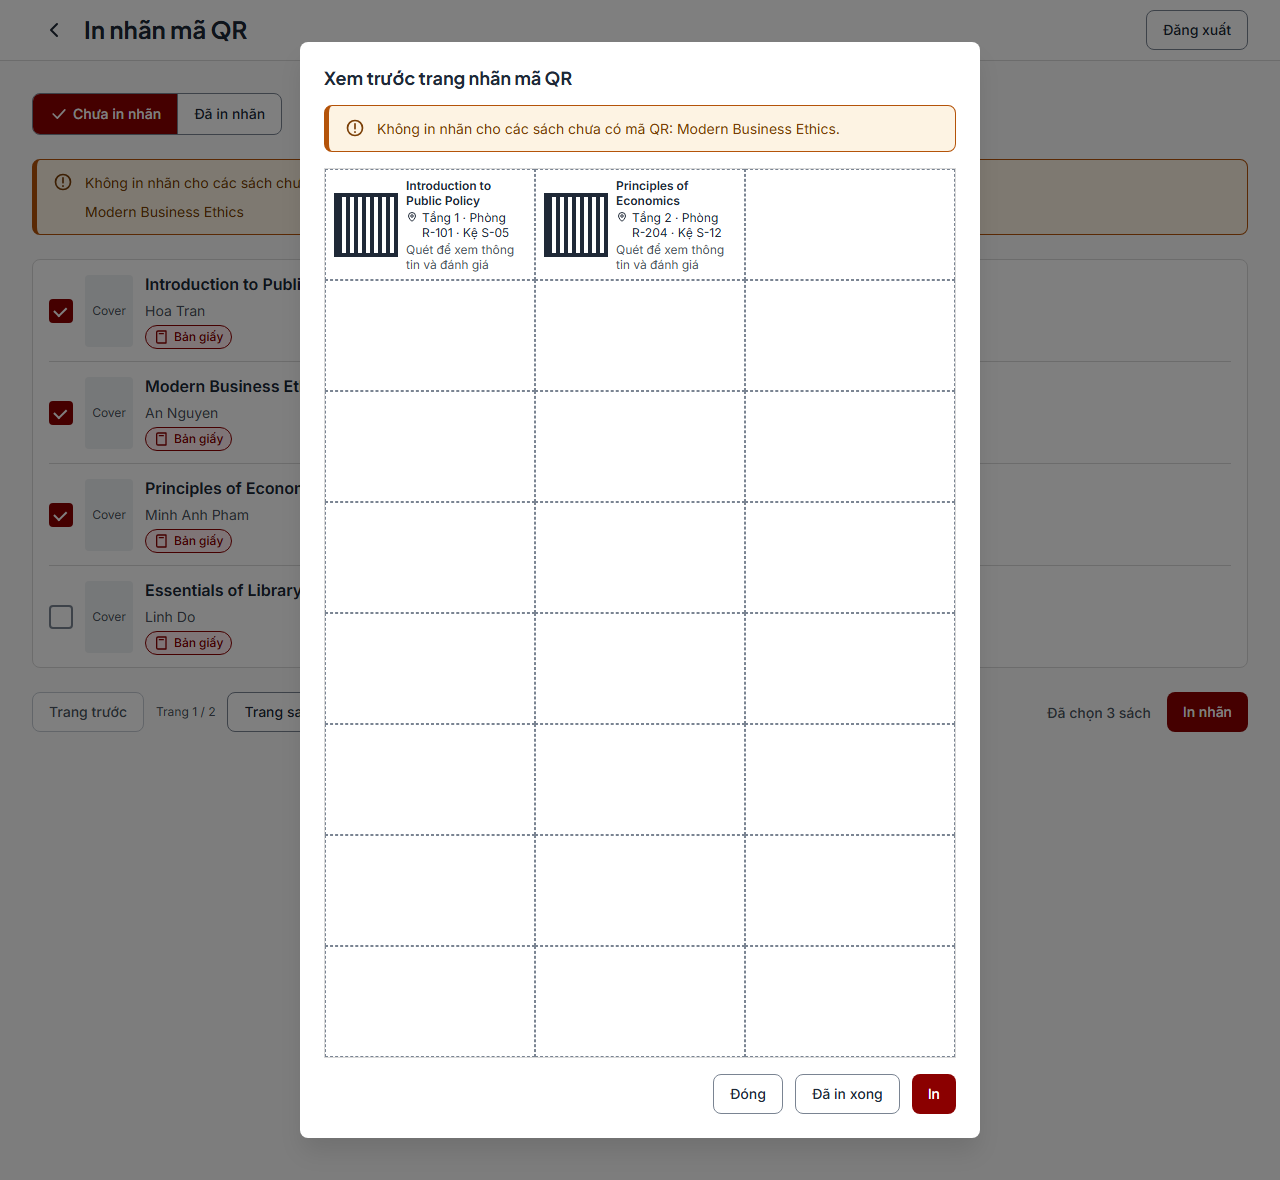 In nhãn mã QR
Đăng xuất
Chưa in nhãn
Đã in nhãn
Không in nhãn cho các sách chư
Modern Business Ethics
Introduction to Publi
Cover
Hoa Tran
Bản giấy
Modern Business Et
Cover
An Nguyen
Bản giấy
Principles of Econor
Cover
Minh Anh Pham
Bản giấy
Essentials of Library
Cover
Linh Do
Bản giấy
Trang trước
Trang 1 / 2
Trang sa
Đã chọn 3 sách
In nhãn
Xem trước trang nhãn mã QR
Không in nhãn cho các sách chưa có mã QR: Modern Business Ethics.
Introduction to
Public Policy
Tầng 1 · Phòng
R-101 · Kệ S-05
Quét để xem thông
tin và đánh giá
Principles of
Economics
Tầng 2 · Phòng
R-204 · Kệ S-12
Quét để xem thông
tin và đánh giá
Đóng
Đã in xong
In